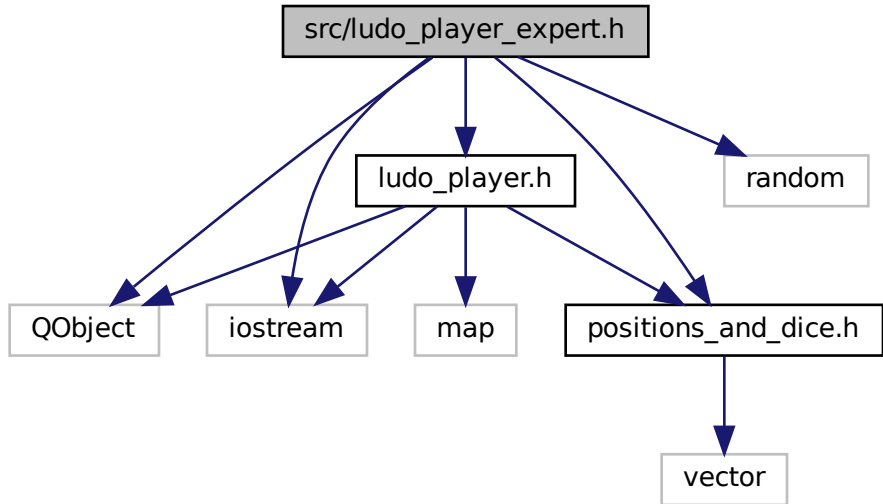 src/ludo_player_expert.h
ludo_player.h
random
QObject
iostream
map
positions_and_dice.h
vector